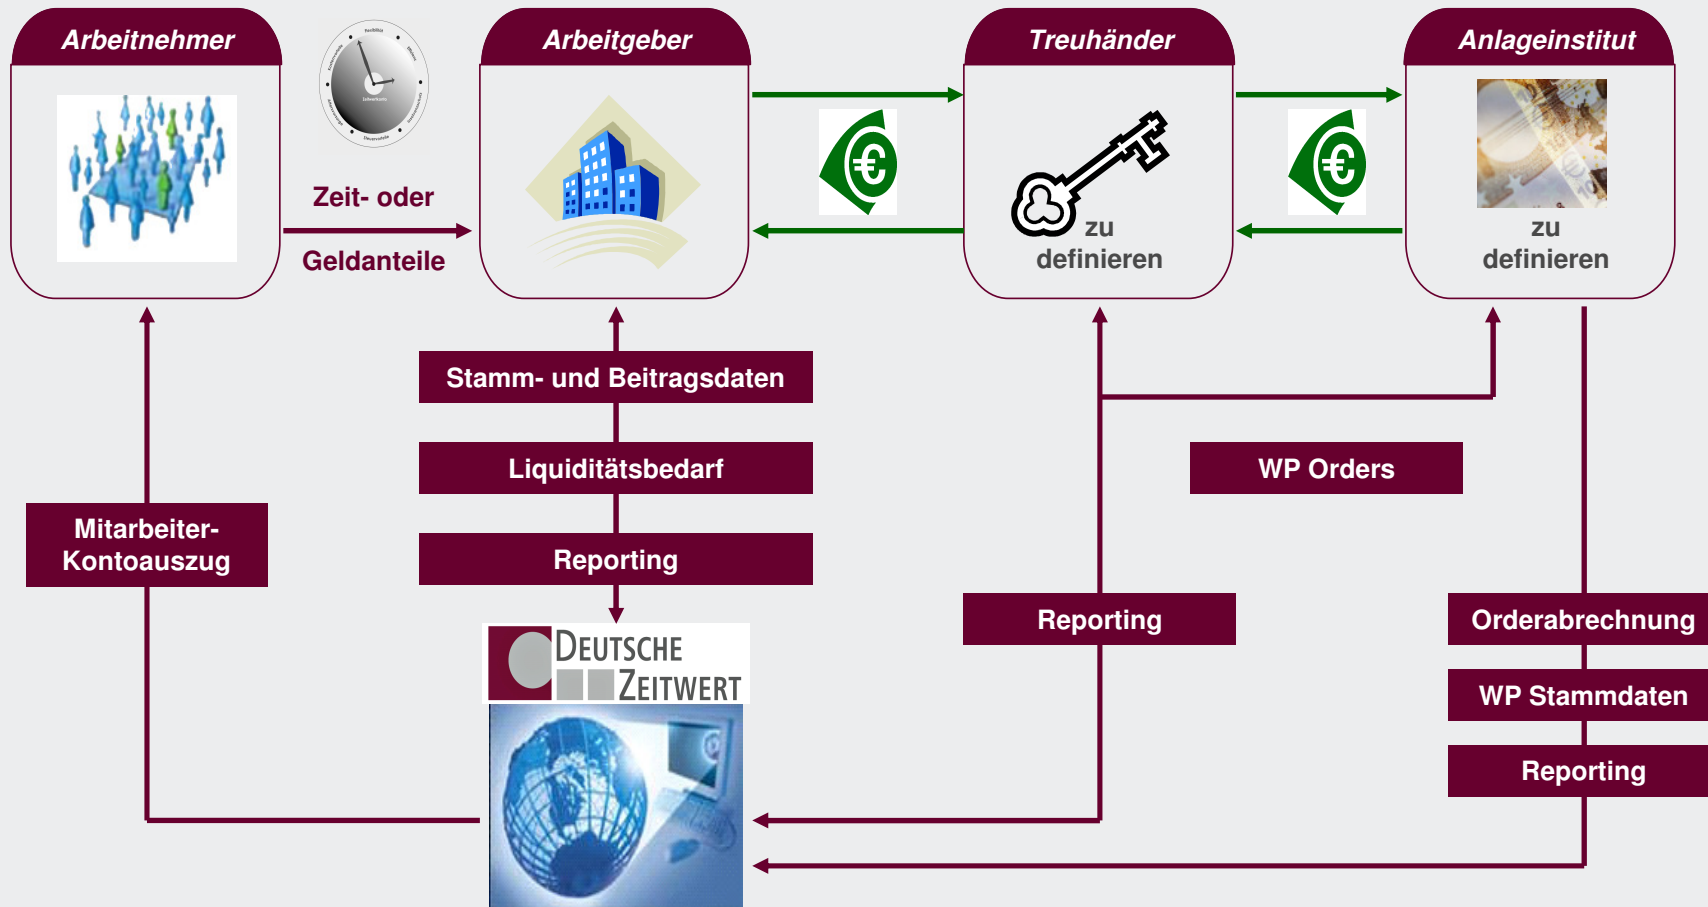 Arbeitnehmer
Arbeitgeber
Treuhänder
Anlageinstitut
Zeit- oder
Geldanteile
zu
definieren
zu
definieren
Stamm- und Beitragsdaten
Liquiditätsbedarf
WP Orders
Mitarbeiter-
Kontoauszug
Reporting
Reporting
Orderabrechnung
WP Stammdaten
Reporting
DEUTSCHE
ZEITWERT